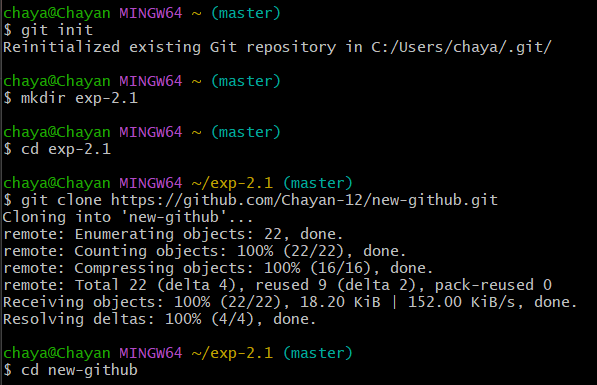 chaya@Chayan MINGW64 ~ (master)
$ git init
Reinitialized existing Git repository in C:/Users/chaya/.git/
chaya@Chayan MINGW64 ~ (master)
$ mkdir exp-2.1
chaya@Chayan MINGW64 ~ (master)
$ cd exp-2.1
chaya@Chayan MINGW64 ~/exp-2.1 (master)
$ git clone https://github.com/Chayan-12/new-github.git
Cloning into 'new-github'...
remote: Enumerating objects: 22, done.
remote: Counting objects: 100% (22/22), done.
remote: Compressing objects: 100% (16/16), done.
remote: Total 22 (delta 4), reused 9 (delta 2), pack-reused 0
Receiving objects: 100% (22/22), 18.20 KiB | 152.00 KiB/s, done.
Resolving deltas: 100% (4/4), done.
chaya@Chayan MINGW64 ~/exp-2.1 (master)
$ cd new-github